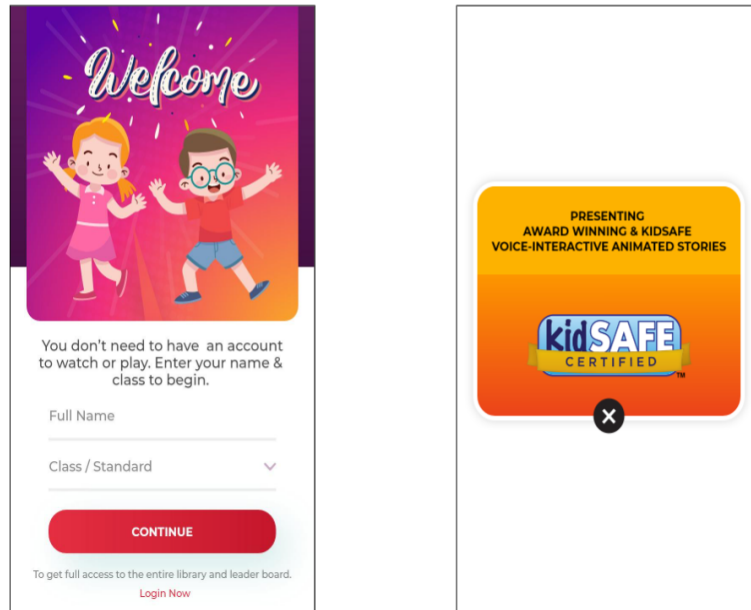 Welcome
You don't need to have an account
to watch or play. Enter your name &
class to begin.
Full Name
Class / Standard
CONTINUE
To get full access to the entire library and leader board.
Login Now
PRESENTING
AWARD WINNING & KIDSAFE
VOICE-INTERACTIVE ANIMATED STORIES
kidSAFE
CERTIFIED
TM